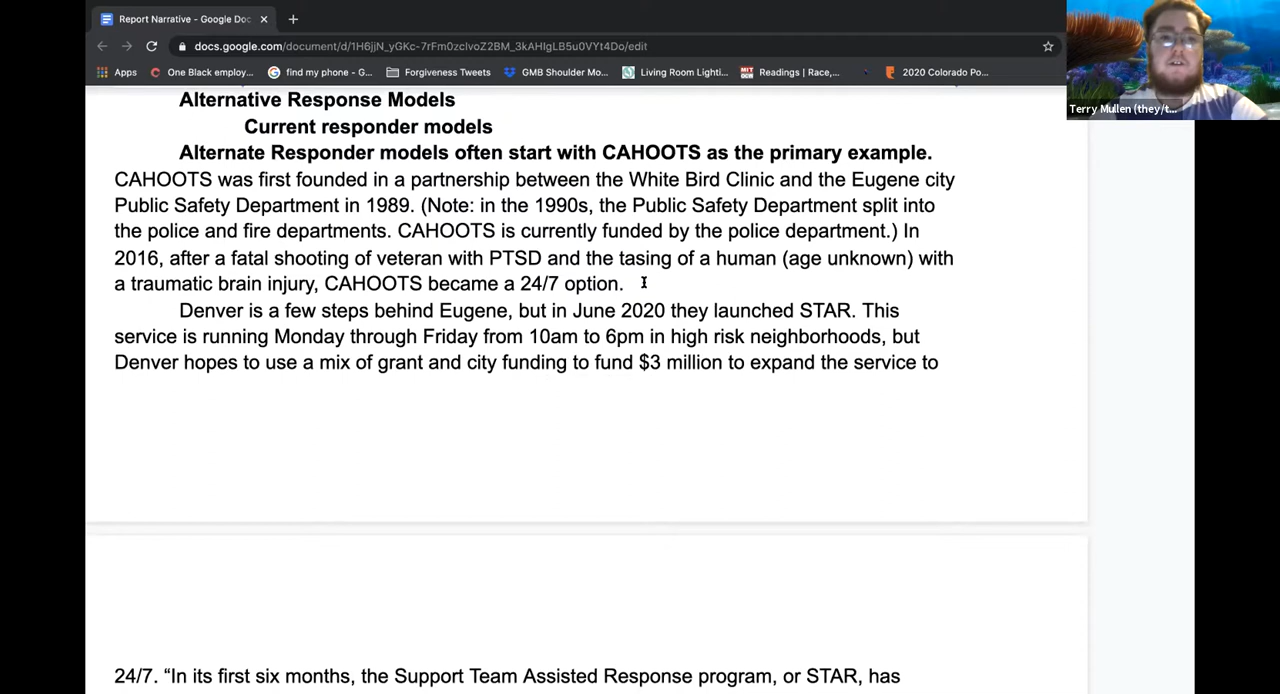 Report Narrative - Google Doc
docs.google.com/document/d/1H6jjN_yGKc-7rFm0zcIvoZ2BM_3kAHIgLB5u0VYt4Do/edit
Apps
One Black employ...
find my phone - G...
Forgiveness Tweets
GMB Shoulder Mo...
Living Room Lighti...
MIT OCW
Readings | Race,...
2020 Colorado Po...
Terry Mullen (they/t...
Alternative Response Models
Current responder models
Alternate Responder models often start with CAHOOTS as the primary example.
CAHOOTS was first founded in a partnership between the White Bird Clinic and the Eugene city
Public Safety Department in 1989. (Note: in the 1990s, the Public Safety Department split into
the police and fire departments. CAHOOTS is currently funded by the police department.) In
2016, after a fatal shooting of veteran with PTSD and the tasing of a human (age unknown) with
a traumatic brain injury, CAHOOTS became a 24/7 option.
Denver is a few steps behind Eugene, but in June 2020 they launched STAR. This
service is running Monday through Friday from 10am to 6pm in high risk neighborhoods, but
Denver hopes to use a mix of grant and city funding to fund $3 million to expand the service to
24/7. “In its first six months, the Support Team Assisted Response program, or STAR, has